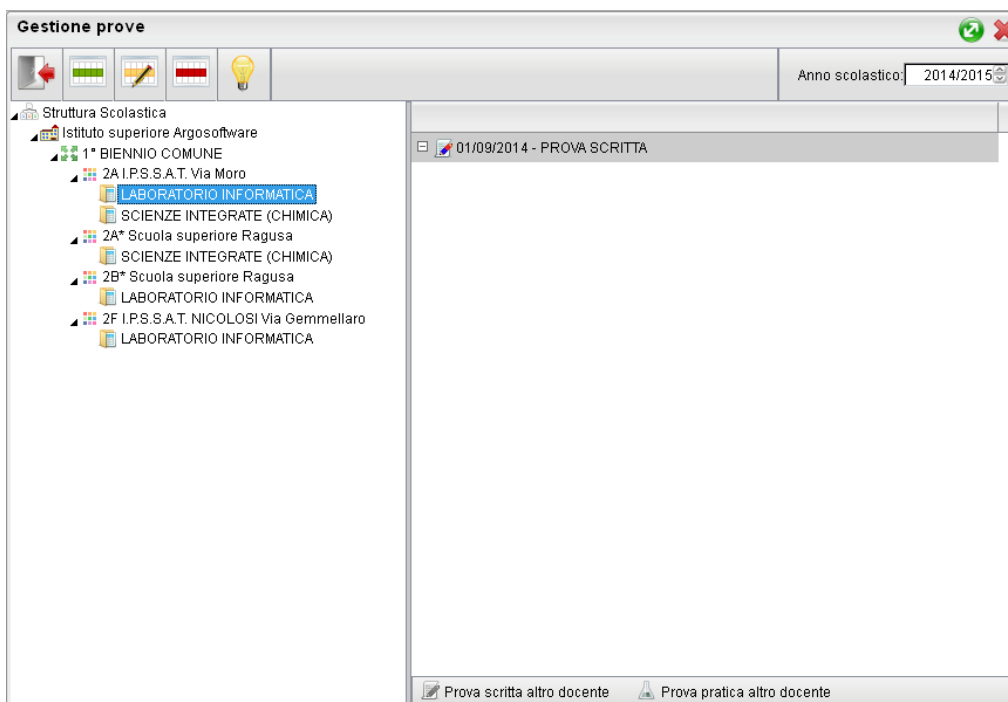 Gestione prove
Anno scolastico: 2014/2015
Struttura Scolastica
Istituto superiore Argosoftware
1° BIENNIO COMUNE
2A I.P.S.S.A.T. Via Moro
LABORATORIO INFORMATICA
SCIENZE INTEGRATE (CHIMICA)
2A* Scuola superiore Ragusa
SCIENZE INTEGRATE (CHIMICA)
2B* Scuola superiore Ragusa
LABORATORIO INFORMATICA
2F I.P.S.S.A.T. NICOLOSI Via Gemmellaro
LABORATORIO INFORMATICA
01/09/2014 - PROVA SCRITTA
Prova scritta altro docente Prova pratica altro docente